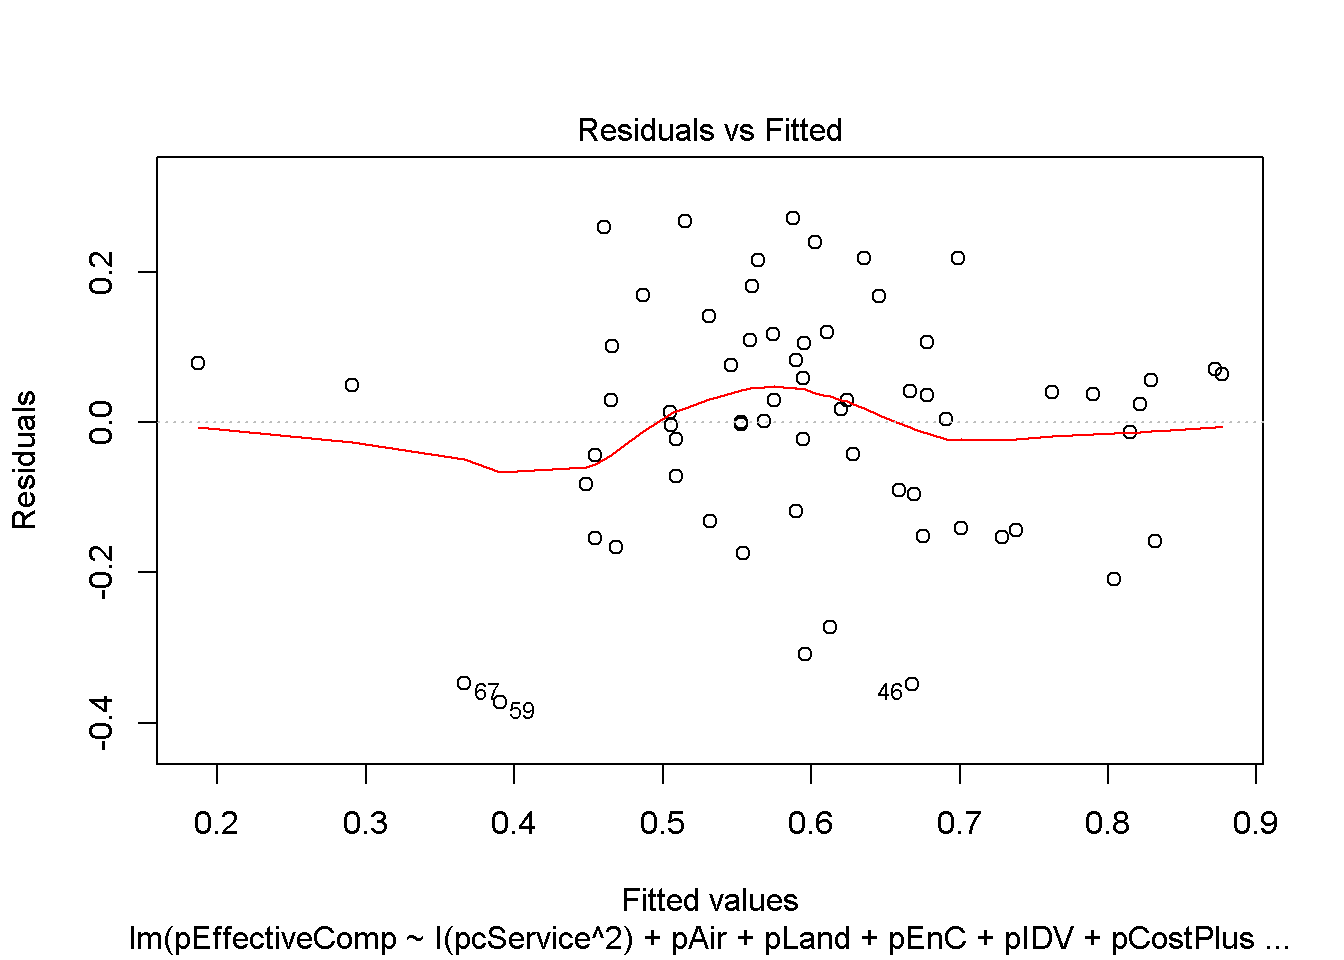 Residuals vs Fitted
Residuals
0.2
0.0
-0.2
-0.4
67
59
46
0.2 0.3 0.4 0.5 0.6 0.7 0.8 0.9
Fitted values
lm(pEffectiveComp ~ I(pcService^2) + pAir + pLand + pEnC + pIDV + pCostPlus ...